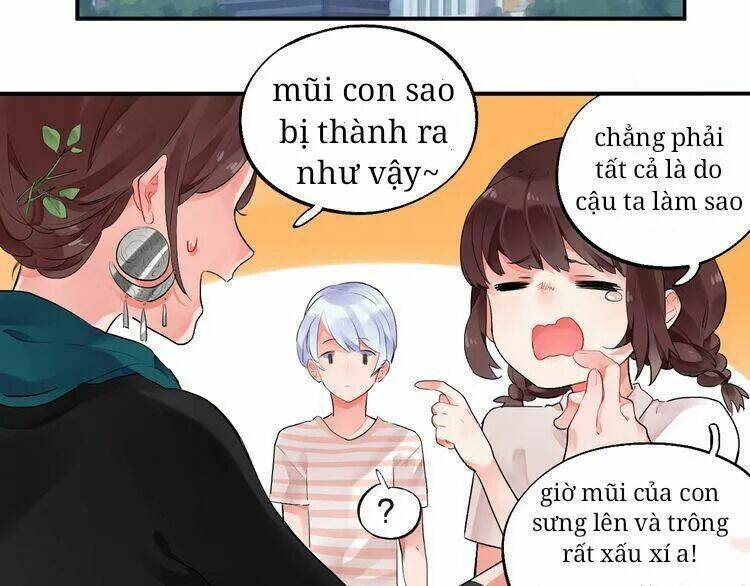 mũi con sao
bị thành ra
như vậy~
chẳng phải
tất cả là do
cậu ta làm sao
?
giờ mũi của con
sưng lên và trông
rất xấu xí a!